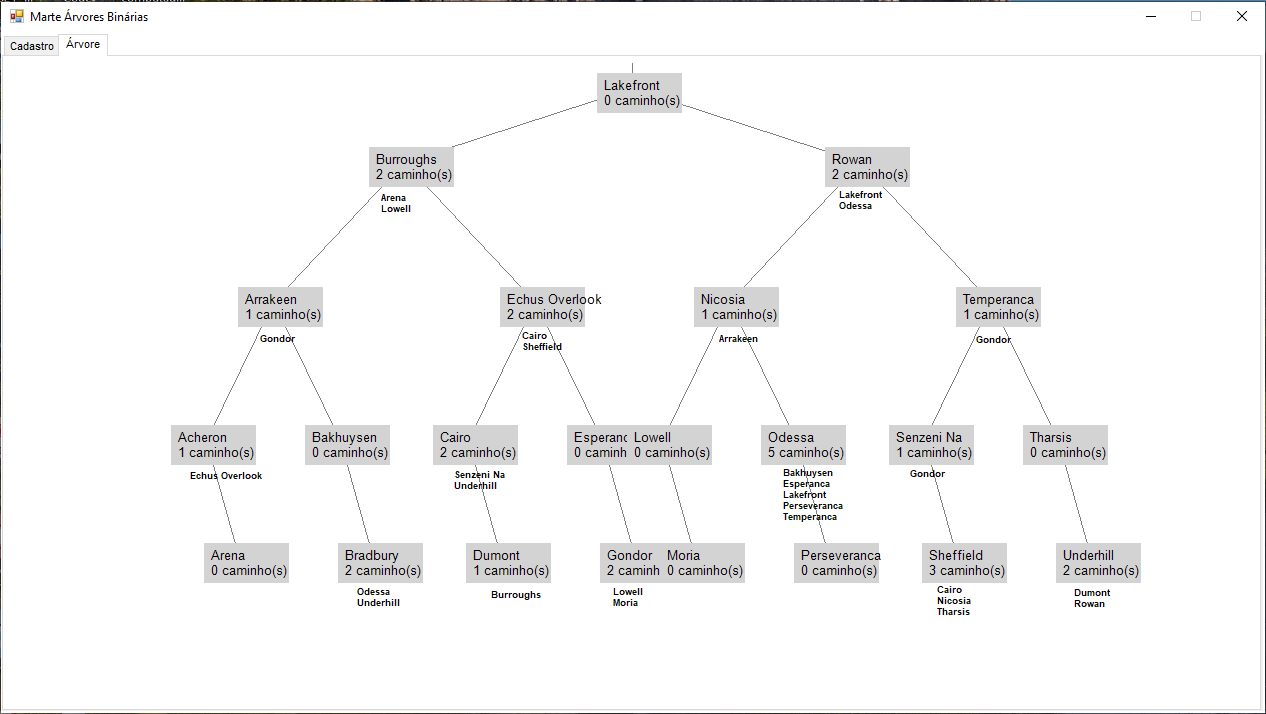 Marte Árvores Binárias
Cadastro
Árvore
Lakefront
0 caminho(s)
Burroughs
2 caminho(s)
Arena
Lowell
Rowan
2 caminho(s)
Lakefront
Odessa
Arrakeen
1 caminho(s)
Gondor
Echus Overlook
2 caminho(s)
Cairo
Sheffield
Nicosia
1 caminho(s)
Arrakeen
Temperanca
1 caminho(s)
Gondor
Acheron
1 caminho(s)
Echus Overlook
Bakhuysen
0 caminho(s)
Cairo
2 caminho(s)
Senzeni Na
Underhill
Esperanc
0 caminh
Lowell
0 caminho(s)
Odessa
5 caminho(s)
Bakhuysen
Esperanca
Lakefront
Perseveranca
Temperanca
Senzeni Na
1 caminho(s)
Gondor
Tharsis
0 caminho(s)
Arena
0 caminho(s)
Bradbury
2 caminho(s)
Odessa
Underhill
Dumont
1 caminho(s)
Burroughs
Gondor
2 caminh
Lowell
Moria
Moria
0 caminho(s)
Perseveranca
0 caminho(s)
Sheffield
3 caminho(s)
Cairo
Nicosia
Tharsis
Underhill
2 caminho(s)
Dumont
Rowan